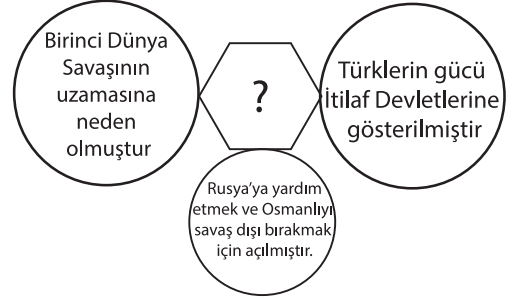 Birinci Dünya
Savaşının
uzamasına
neden
olmuştur
?
Türklerin gücü
İtilaf Devletlerine
gösterilmiştir
Rusya'ya yardım
etmek ve Osmanlıyı
savaş dışı bırakmak
için açılmıştır.